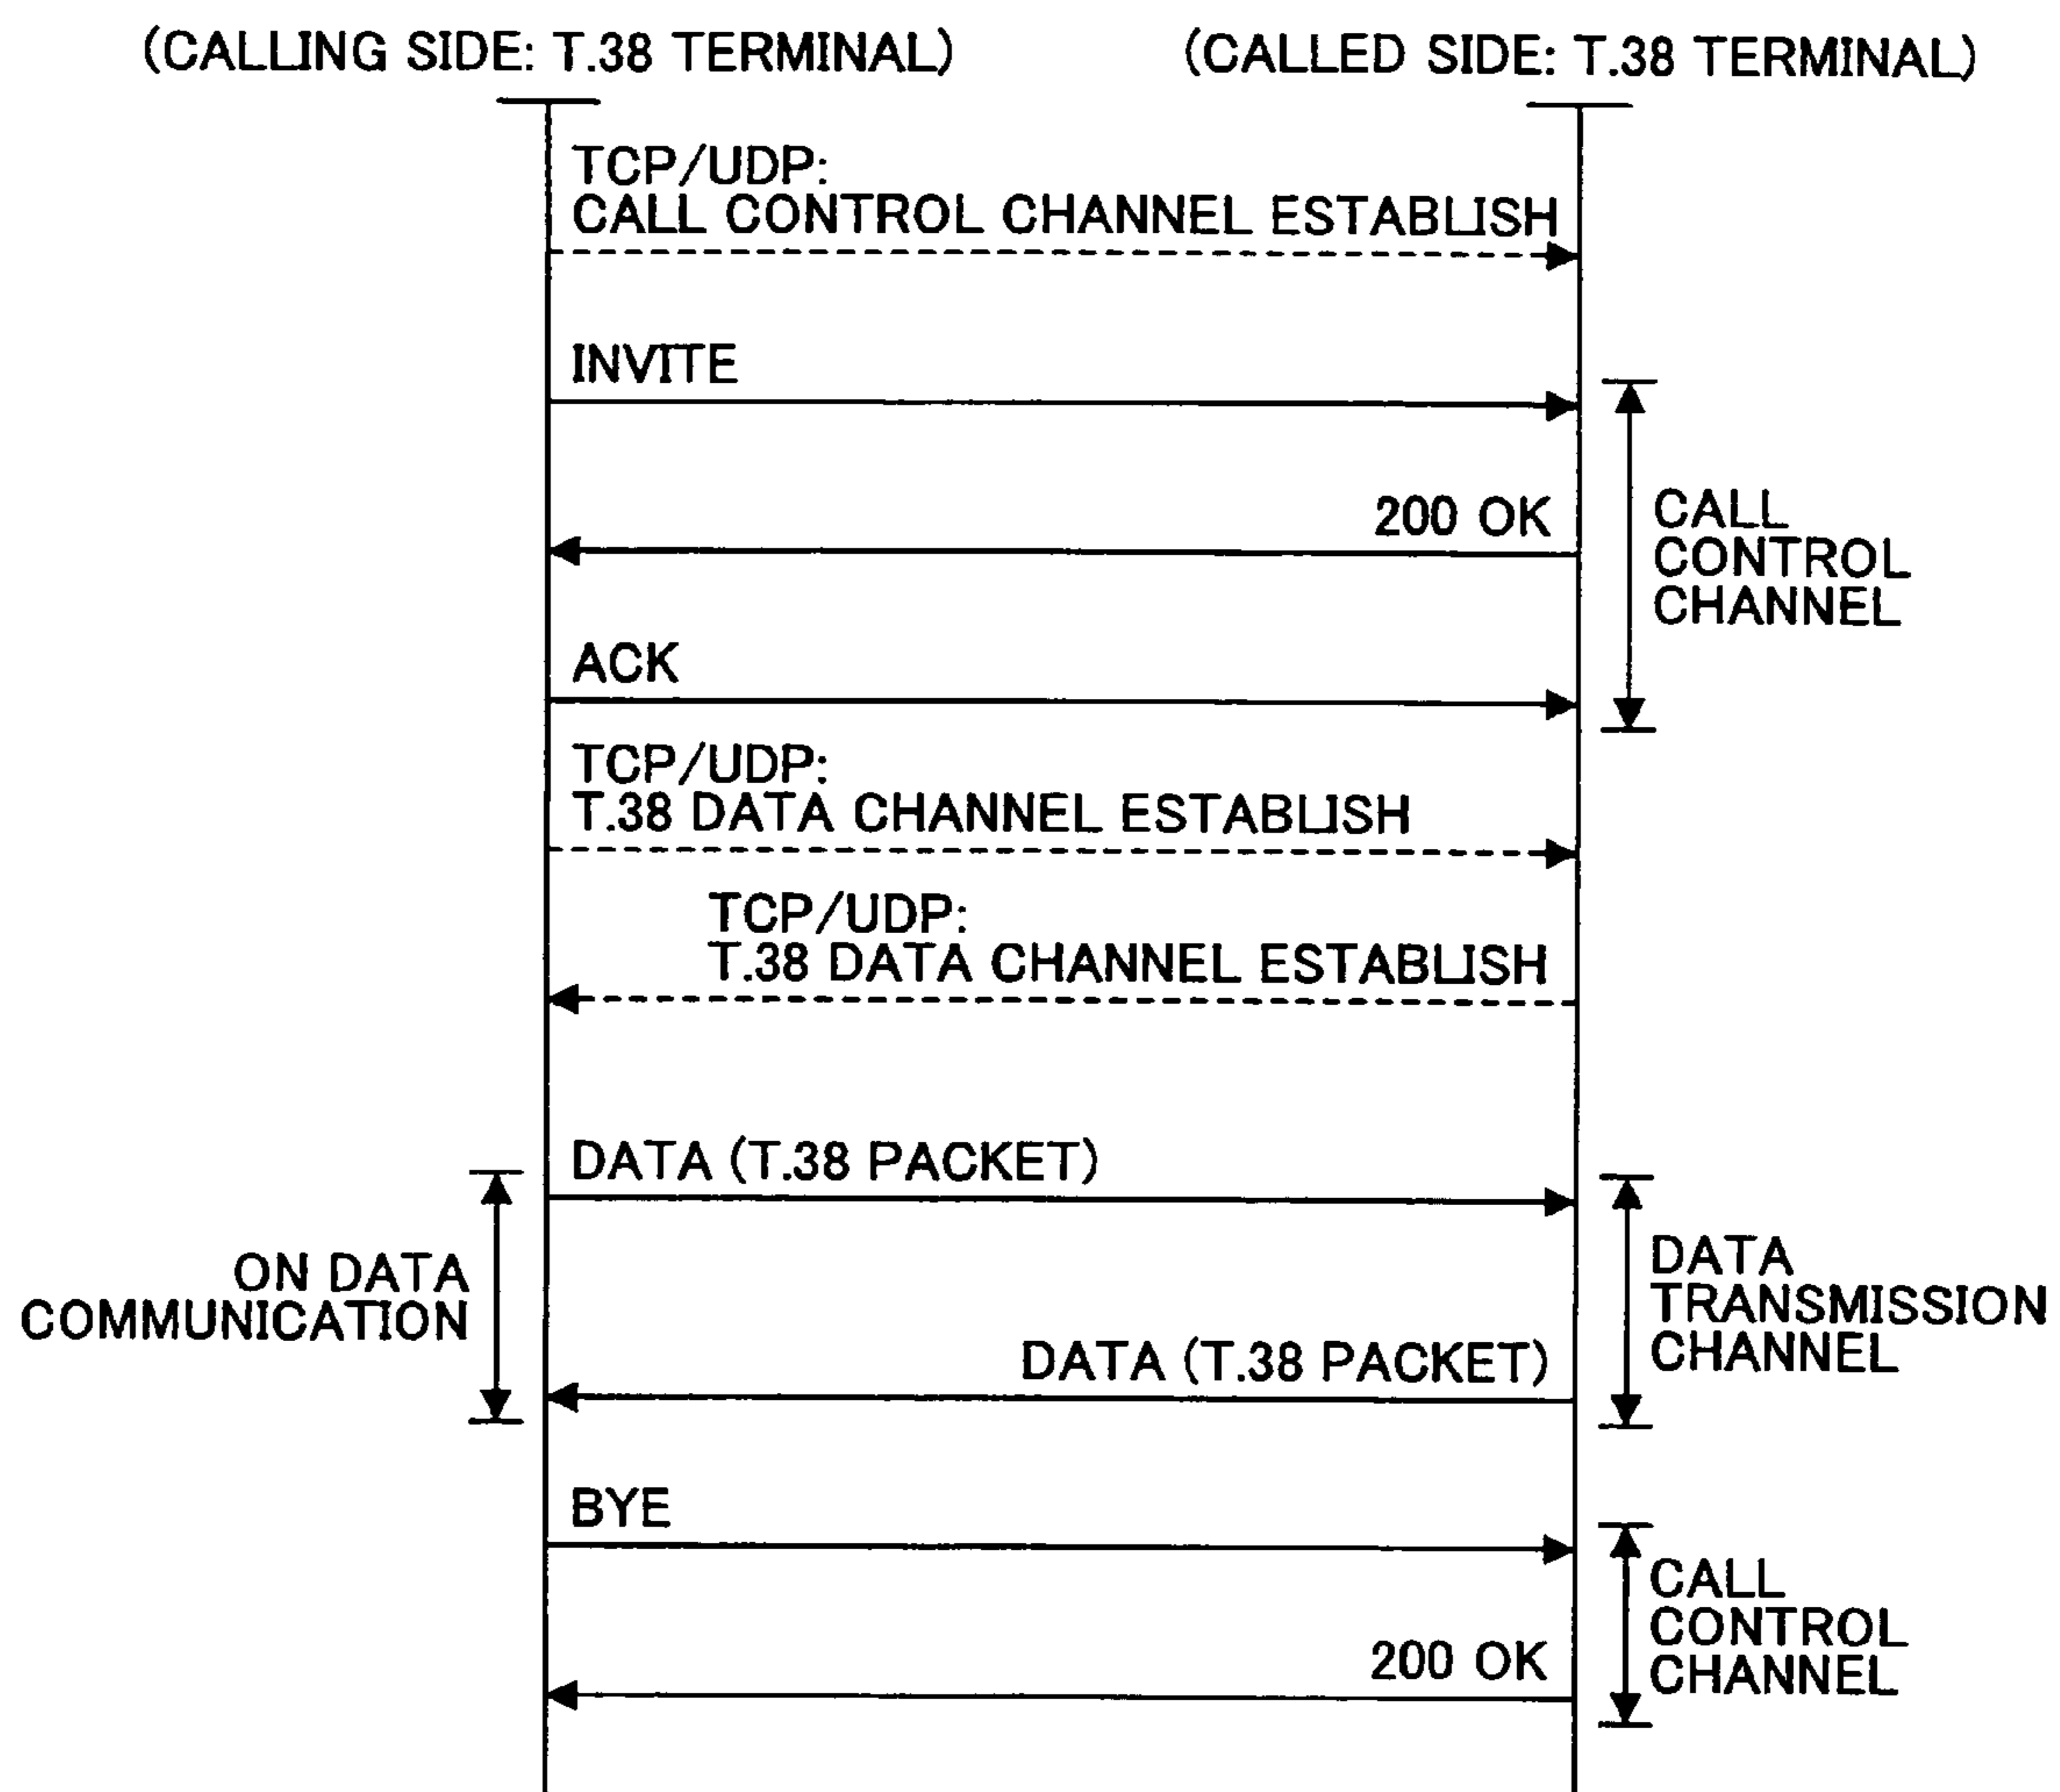 (CALLING SIDE: T.38 TERMINAL)
(CALLED SIDE: T.38 TERMINAL)
TCP/UDP:
CALL CONTROL CHANNEL ESTABLISH
INVITE
200 OK
CALL
CONTROL
CHANNEL
ACK
TCP/UDP:
T.38 DATA CHANNEL ESTABLISH
TCP/UDP:
T.38 DATA CHANNEL ESTABLISH
DATA (T.38 PACKET)
ON DATA
COMMUNICATION
DATA
TRANSMISSION
CHANNEL
DATA (T.38 PACKET)
BYE
CALL
CONTROL
CHANNEL
200 OK